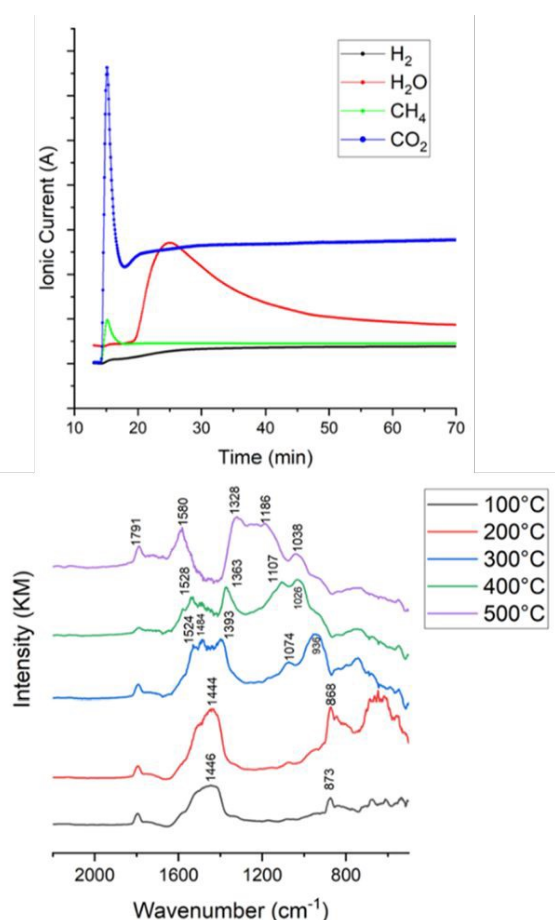 H₂
H₂O
CH₄
CO₂
Ionic Current (A)
10 20 30 40 50 60 70
Time (min)
100°C
200°C
300°C
400°C
500°C
1791 1580 1328 1186 1038
1528 1363 1107 1026
1524 1484 1393 1074 936
1444 868
1446 873
Intensity (KM)
2000 1600 1200 800
Wavenumber (cm⁻¹)